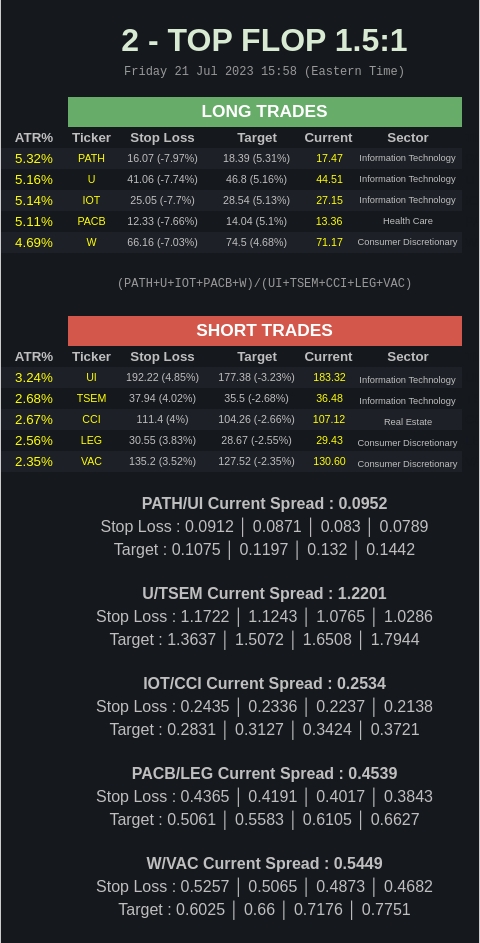 2 - TOP FLOP 1.5:1
Friday 21 Jul 2023 15:58 (Eastern Time)
LONG TRADES
ATR% Ticker Stop Loss Target Current Sector
5.32% PATH 16.07 (-7.97%) 18.39 (5.31%) 17.47 Information Technology
5.16% U 41.06 (-7.74%) 46.8 (5.16%) 44.51 Information Technology
5.14% IOT 25.05 (-7.7%) 28.54 (5.13%) 27.15 Information Technology
5.11% PACB 12.33 (-7.66%) 14.04 (5.1%) 13.36 Health Care
4.69% W 66.16 (-7.03%) 74.5 (4.68%) 71.17 Consumer Discretionary
(PATH+U+IOT+PACB+W)/(UI+TSEM+CCI+LEG+VAC)
SHORT TRADES
ATR% Ticker Stop Loss Target Current Sector
3.24% UI 192.22 (4.85%) 177.38 (-3.23%) 183.32 Information Technology
2.68% TSEM 37.94 (4.02%) 35.5 (-2.68%) 36.48 Information Technology
2.67% CCI 111.4 (4%) 104.26 (-2.66%) 107.12 Real Estate
2.56% LEG 30.55 (3.83%) 28.67 (-2.55%) 29.43 Consumer Discretionary
2.35% VAC 135.2 (3.52%) 127.52 (-2.35%) 130.60 Consumer Discretionary
PATH/UI Current Spread : 0.0952
Stop Loss : 0.0912 │ 0.0871 │ 0.083 │ 0.0789
Target : 0.1075 │ 0.1197 │ 0.132 │ 0.1442
U/TSEM Current Spread : 1.2201
Stop Loss : 1.1722 │ 1.1243 │ 1.0765 │ 1.0286
Target : 1.3637 │ 1.5072 │ 1.6508 │ 1.7944
IOT/CCI Current Spread : 0.2534
Stop Loss : 0.2435 │ 0.2336 │ 0.2237 │ 0.2138
Target : 0.2831 │ 0.3127 │ 0.3424 │ 0.3721
PACB/LEG Current Spread : 0.4539
Stop Loss : 0.4365 │ 0.4191 │ 0.4017 │ 0.3843
Target : 0.5061 │ 0.5583 │ 0.6105 │ 0.6627
W/VAC Current Spread : 0.5449
Stop Loss : 0.5257 │ 0.5065 │ 0.4873 │ 0.4682
Target : 0.6025 │ 0.66 │ 0.7176 │ 0.7751